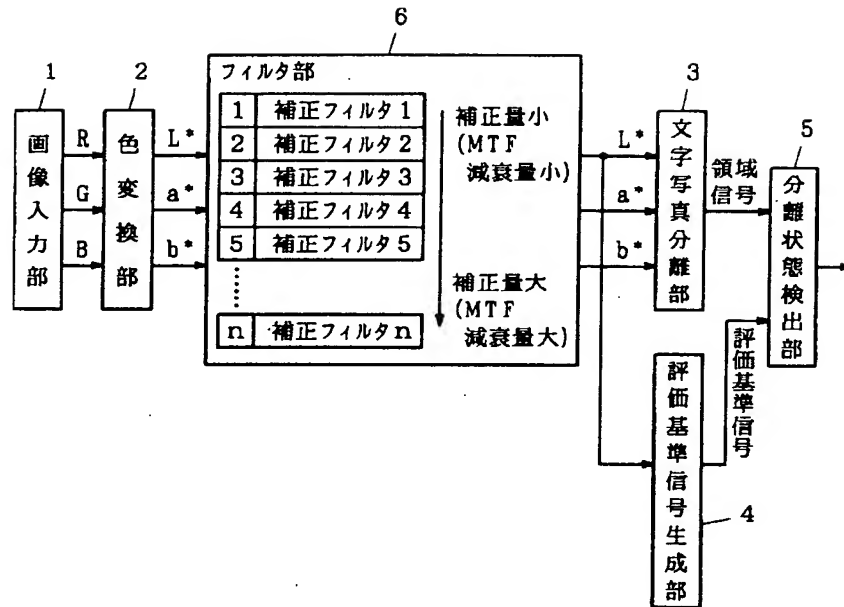 6
1
2
3
5
4
画像入力部
R
G
B
色変換部
L*
a*
b*
フィルタ部
1 補正フィルタ1
2 補正フィルタ2
3 補正フィルタ3
4 補正フィルタ4
5 補正フィルタ5
n 補正フィルタn
補正量小
(MTF
減衰量小)
補正量大
(MTF
減衰量大)
L*
a*
b*
文字写真分離部
領域
信号
分離状態検出部
評価基準信号
評価基準信号生成部